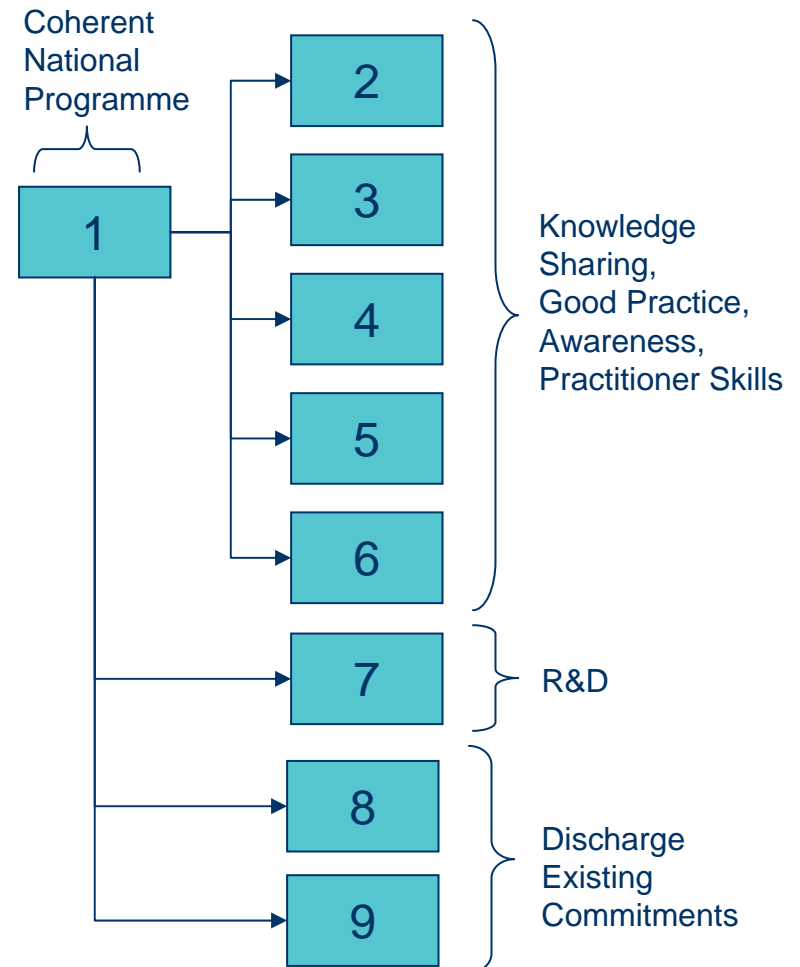 Coherent
National
Programme
1
2
3
4
5
6
Knowledge
Sharing,
Good Practice,
Awareness,
Practitioner Skills
7
R&D
8
9
Discharge
Existing
Commitments